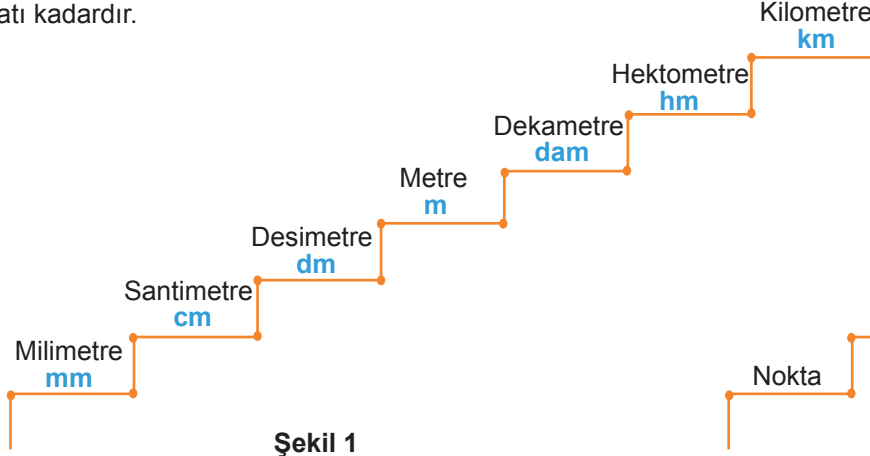 atı kadardır.
Kilometre
km
Hektometre
hm
Dekametre
dam
Metre
m
Desimetre
dm
Santimetre
cm
Milimetre
mm
Nokta
Şekil 1